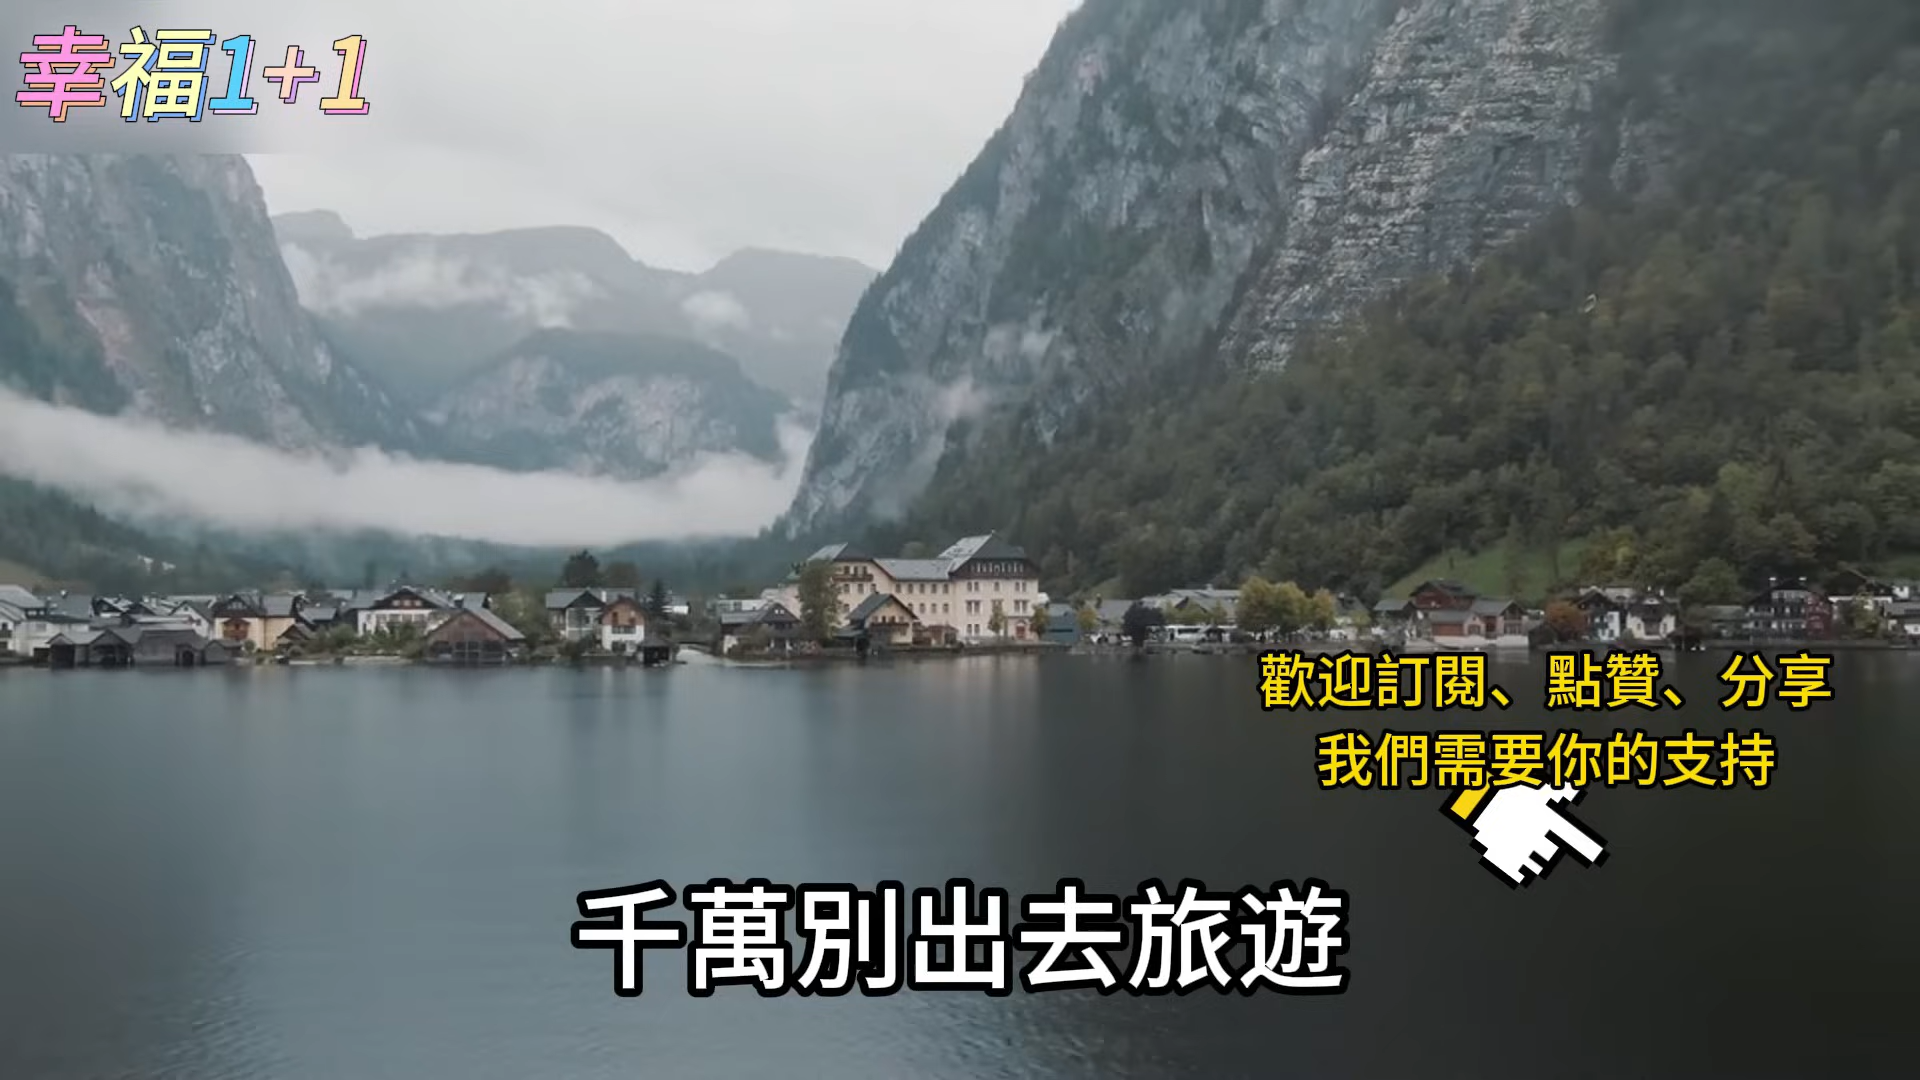 幸福1+1
歡迎訂閱、點贊、分享
我們需要你的支持
千萬別出去旅遊